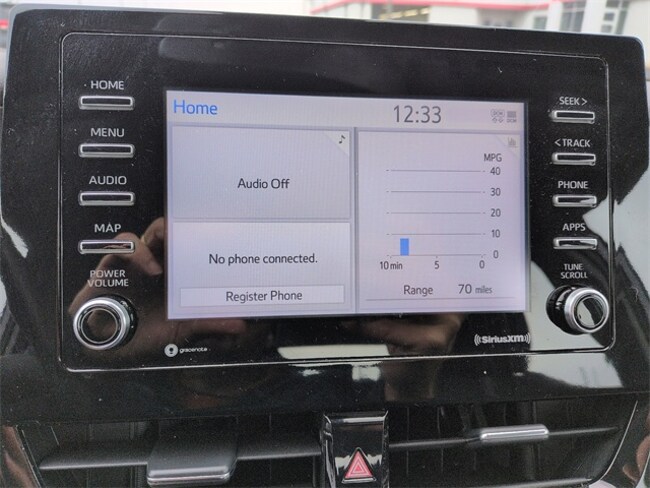 HOME
MENU
AUDIO
MAP
POWER
VOLUME
Home
12:33
Audio Off
No phone connected.
Register Phone
MPG
40
30
20
10
0
10 min 5 0
Range 70 miles
SEEK >
< TRACK
PHONE
APPS
TUNE
SCROLL
gracenote
((SiriusXM))